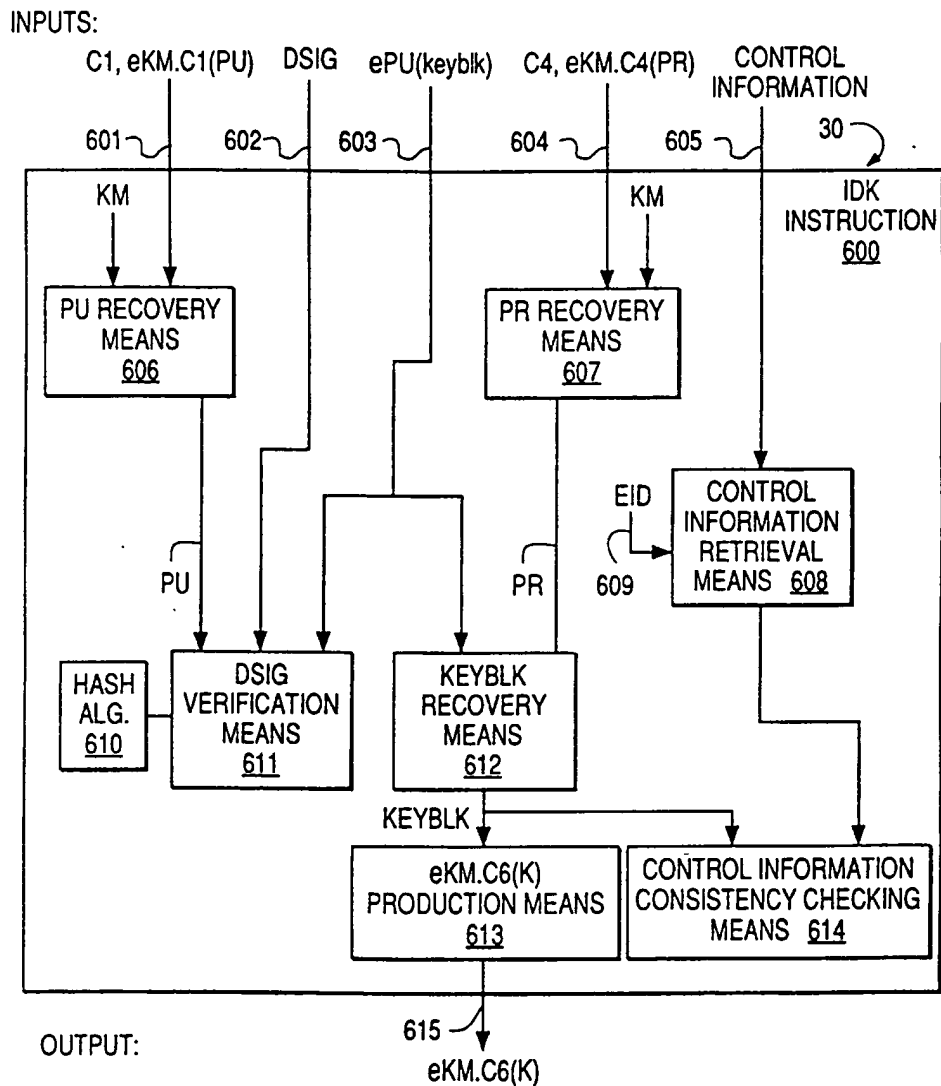 INPUTS:
C1, eKM.C1(PU)
DSIG
ePU(keyblk)
C4, eKM.C4(PR)
CONTROL
INFORMATION
601
602
603
604
605
30
KM
KM
IDK
INSTRUCTION
600
PU RECOVERY
MEANS
606
PR RECOVERY
MEANS
607
EID
609
CONTROL
INFORMATION
RETRIEVAL
MEANS 608
PU
PR
HASH
ALG.
610
DSIG
VERIFICATION
MEANS
611
KEYBLK
RECOVERY
MEANS
612
KEYBLK
eKM.C6(K)
PRODUCTION MEANS
613
CONTROL INFORMATION
CONSISTENCY CHECKING
MEANS 614
615
OUTPUT:
eKM.C6(K)